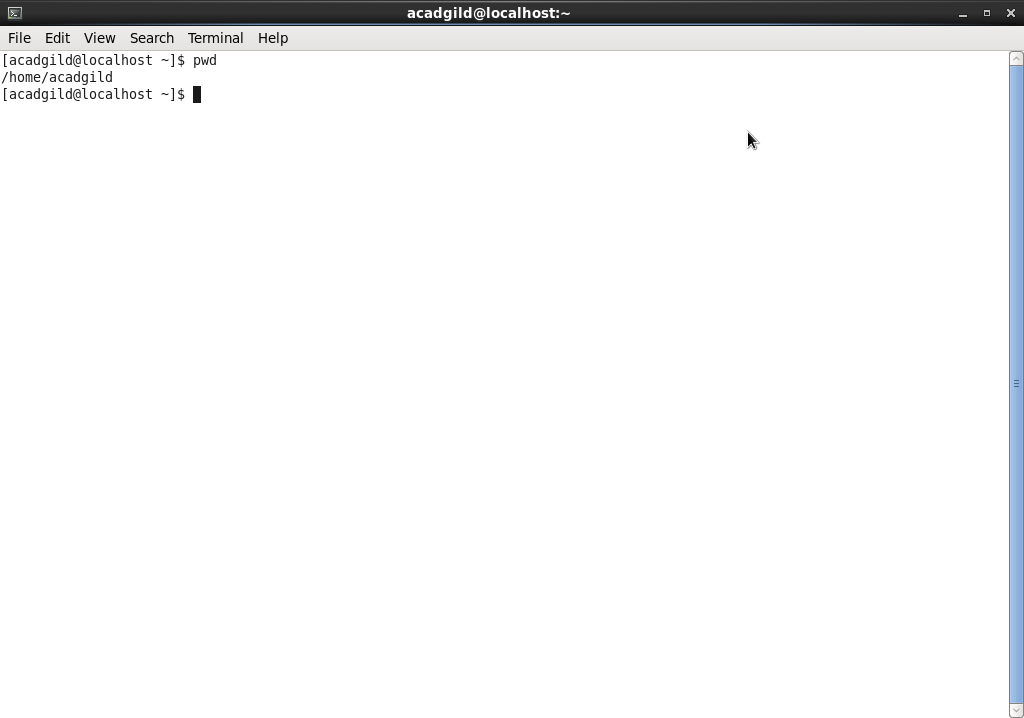 acadgild@localhost:~
File Edit View Search Terminal Help
[acadgild@localhost ~]$ pwd
/home/acadgild
[acadgild@localhost ~]$